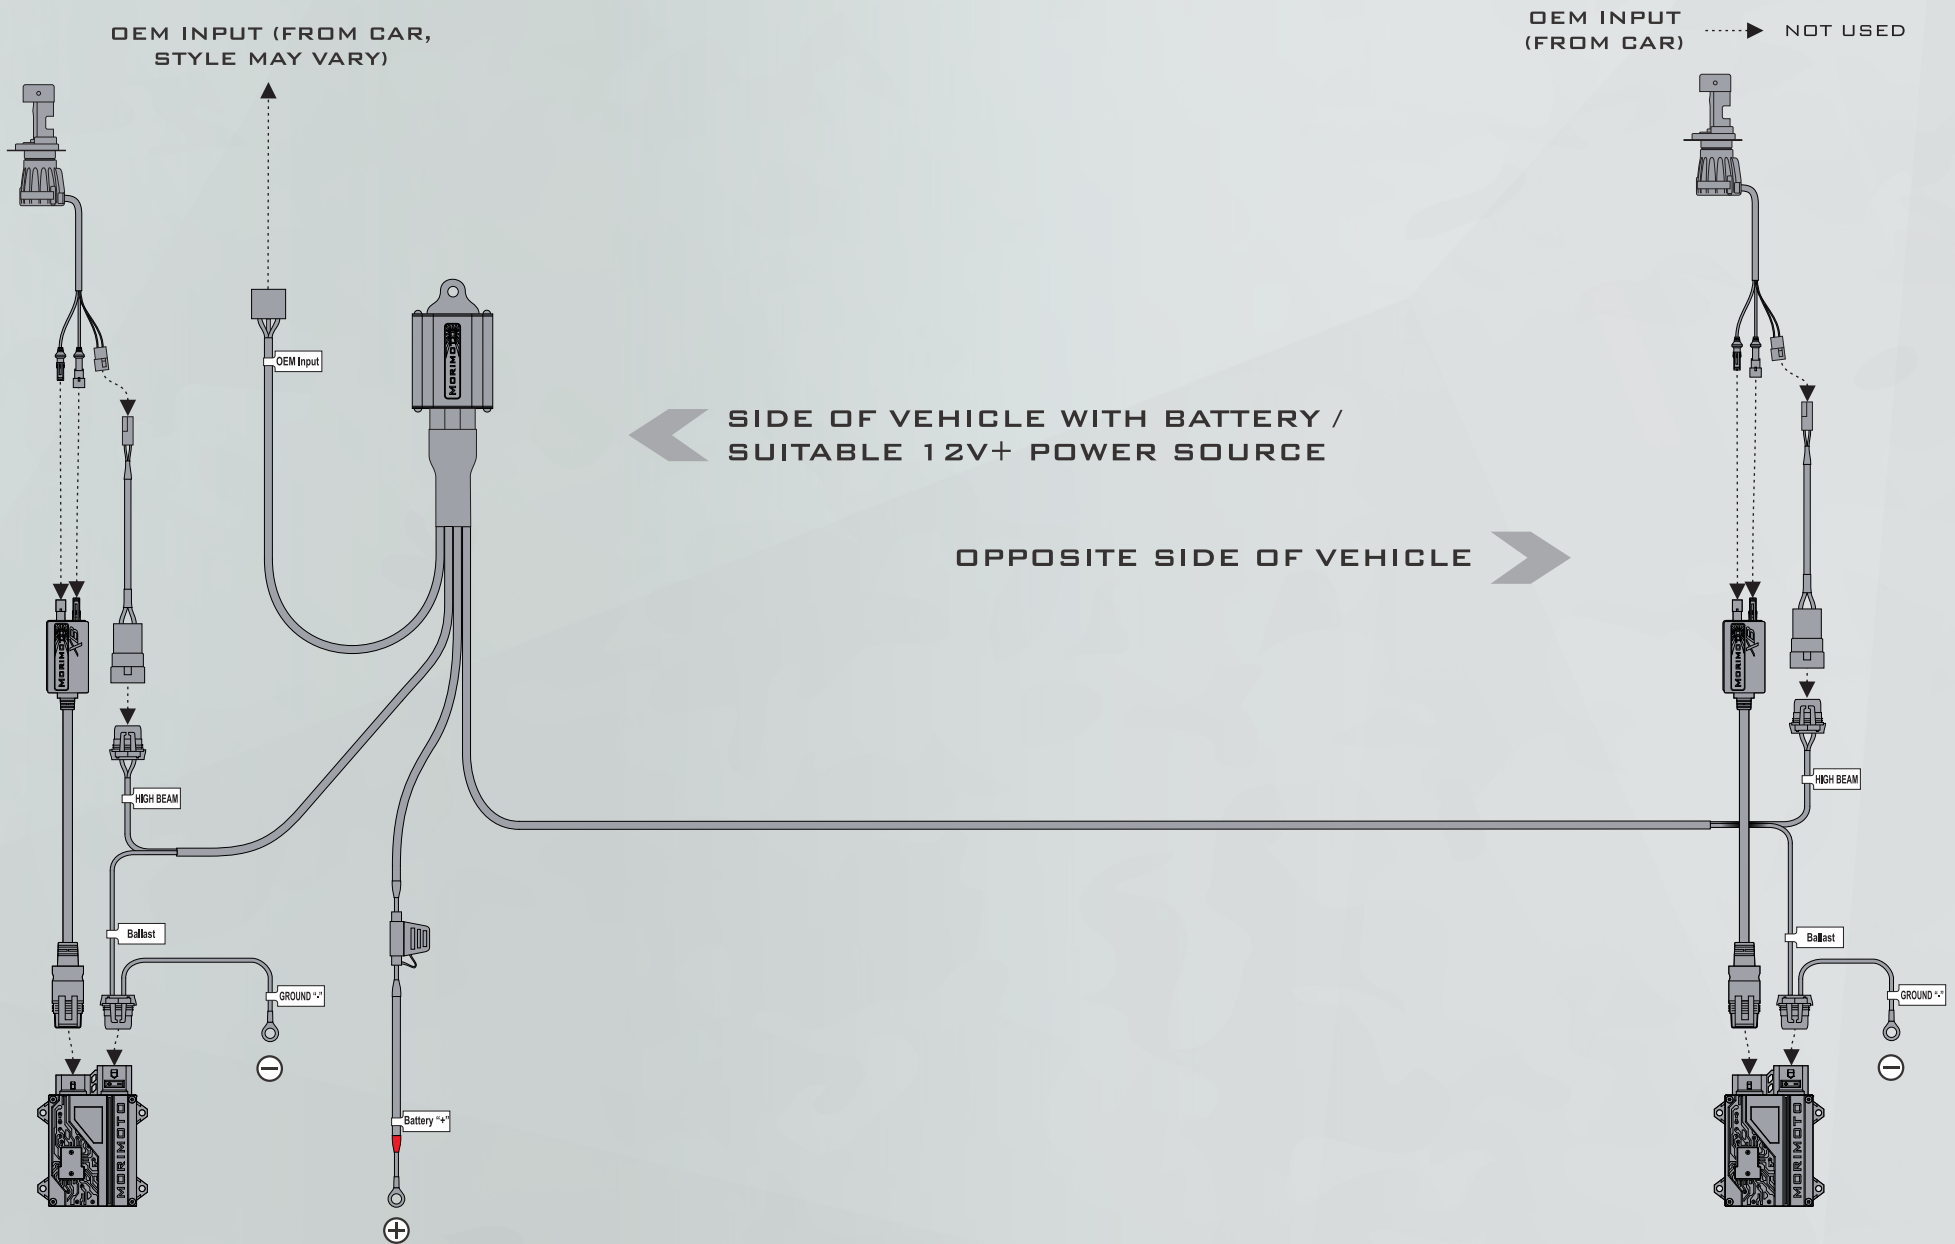 OEM INPUT (FROM CAR,
STYLE MAY VARY)
OEM INPUT
(FROM CAR)
NOT USED
OEM Input
MORIMOTO
SIDE OF VEHICLE WITH BATTERY /
SUITABLE 12V+ POWER SOURCE
OPPOSITE SIDE OF VEHICLE
MORIMOTO
XB
MORIMOTO
XB
HIGH BEAM
HIGH BEAM
Ballast
Ballast
GROUND "-"
GROUND "-"
Battery "+"
MORIMOTO
MORIMOTO